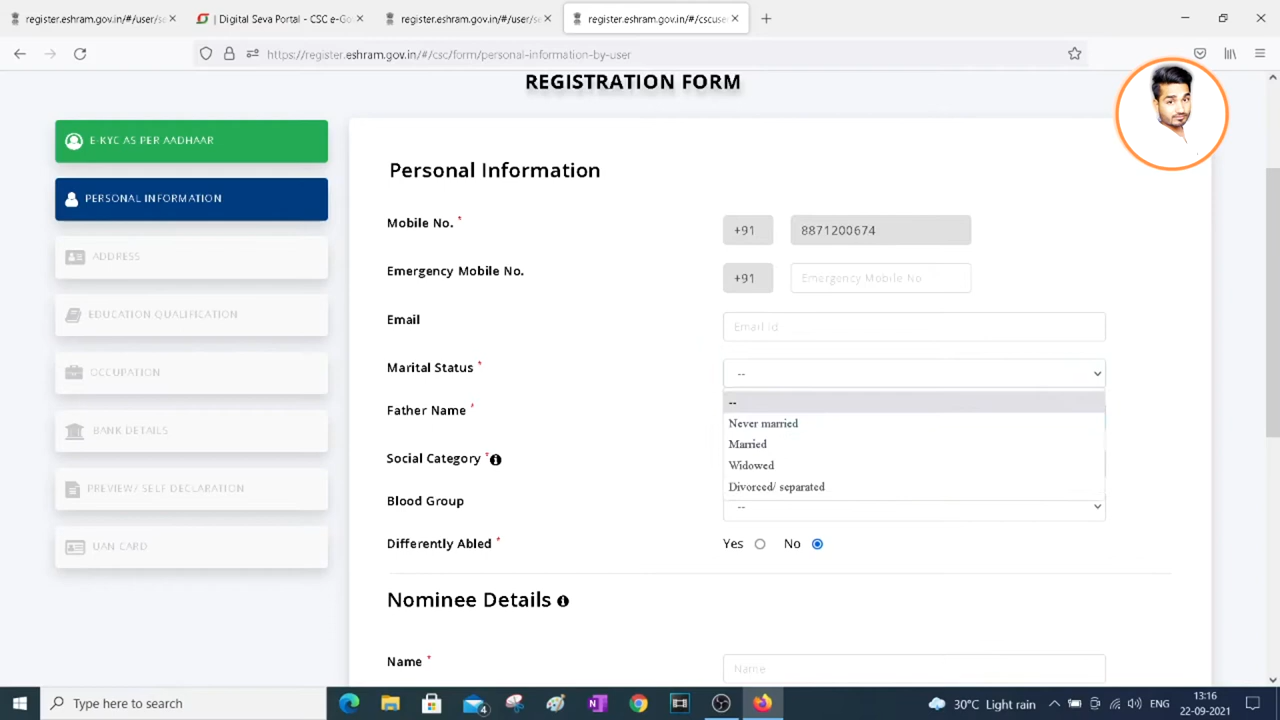 register.eshram.gov.in/#/user/se
Digital Seva Portal - CSC e-Go
register.eshram.gov.in/#/user/se
register.eshram.gov.in/#/cscuse
https://register.eshram.gov.in/#/csc/form/personal-information-by-user
REGISTRATION FORM
E-KYC AS PER AADHAAR
PERSONAL INFORMATION
ADDRESS
EDUCATION QUALIFICATION
OCCUPATION
BANK DETAILS
PREVIEW/ SELF DECLARATION
UAN CARD
Personal Information
Mobile No. * +91 8871200674
Emergency Mobile No. +91 Emergency Mobile No
Email Email Id
Marital Status * --
--
Never married
Married
Widowed
Divorced/ separated
Father Name *
Social Category *
Blood Group --
Differently Abled * Yes No
Nominee Details
Name * Name
Type here to search
4
30°C Light rain
ENG
13:16
22-09-2021